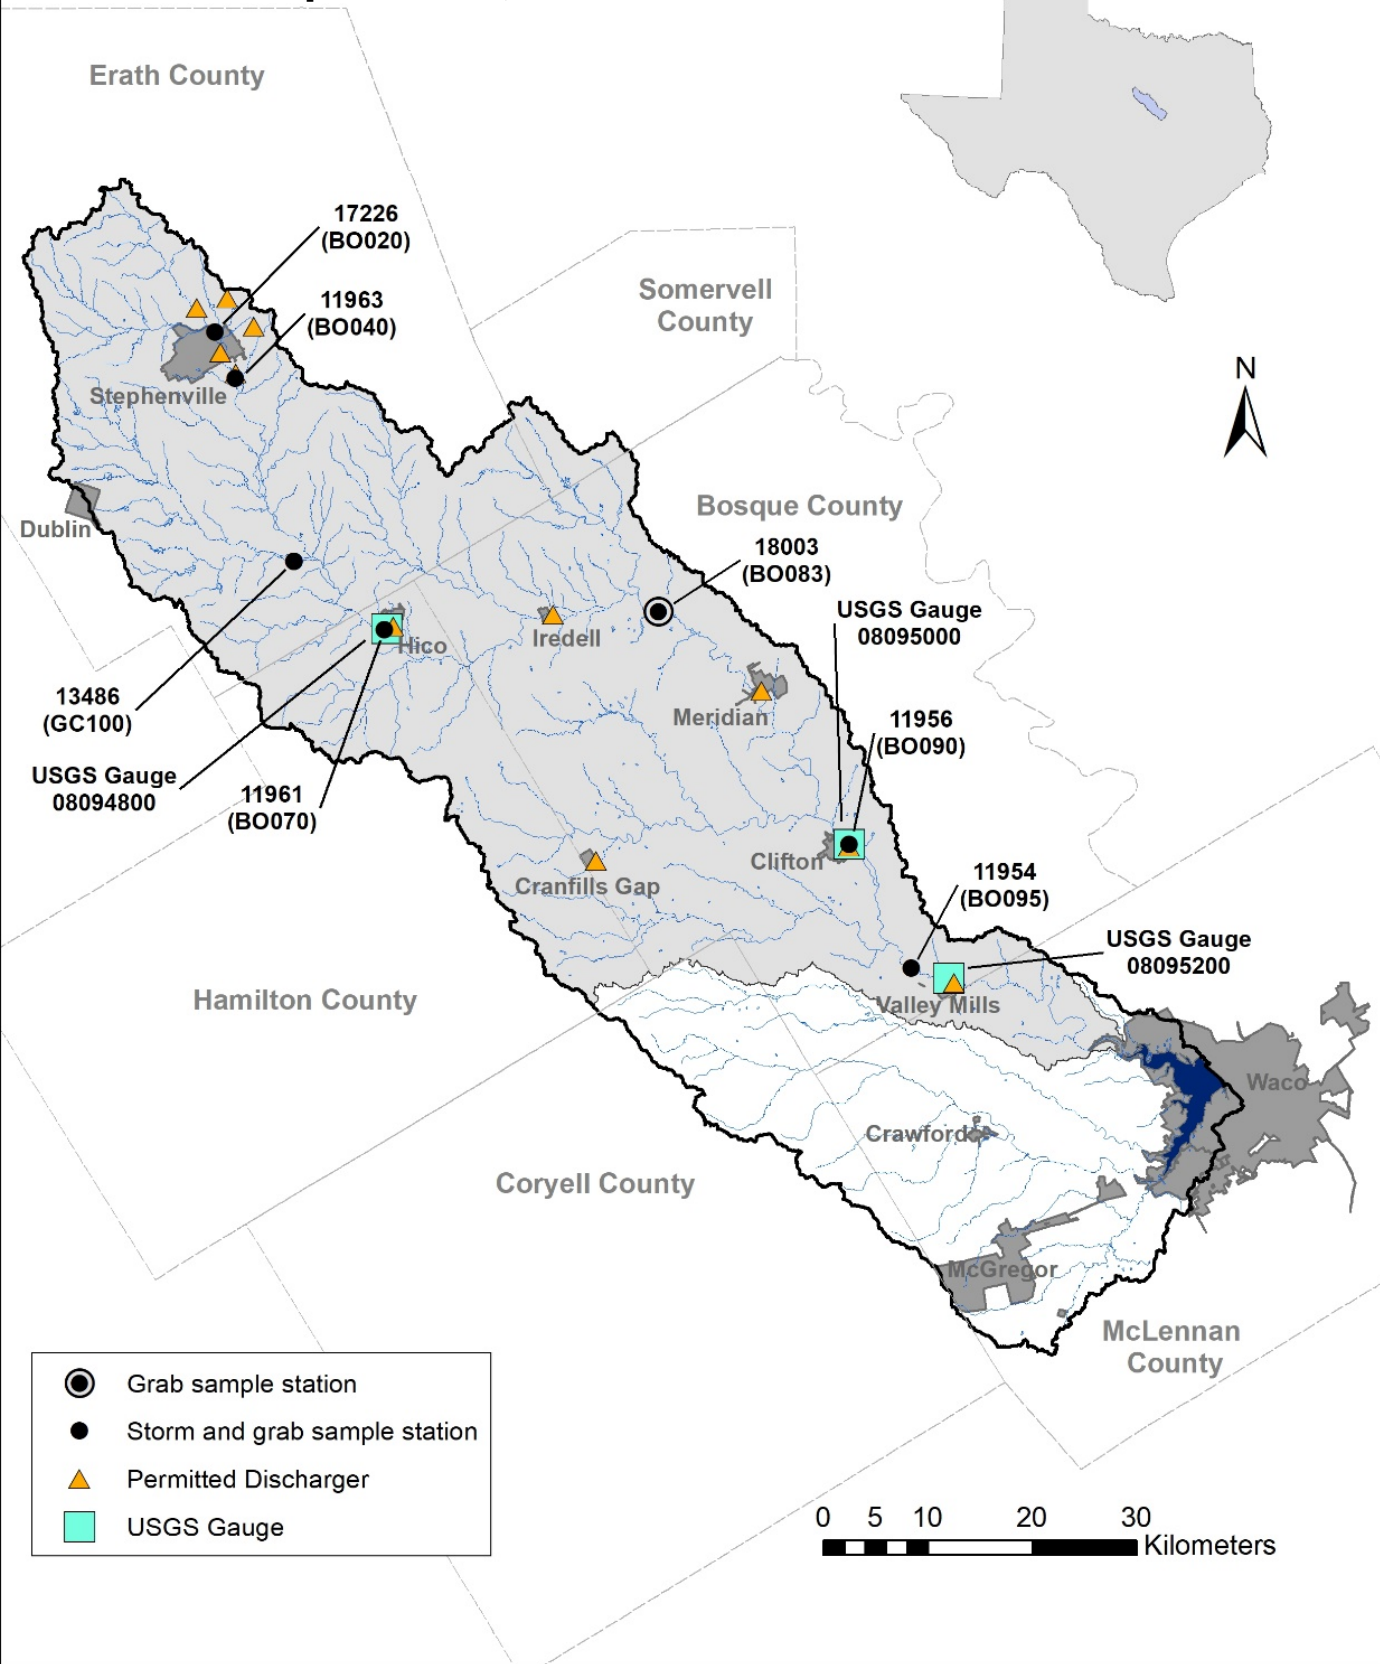 Erath County
17226
(BO020)
11963
(BO040)
Somervell
County
N
Stephenville
Dublin
Bosque County
18003
(BO083)
USGS Gauge
08095000
Hico
Iredell
13486
(GC100)
Meridian
11956
(BO090)
USGS Gauge
08094800
11961
(BO070)
Clifton
Cranfills Gap
11954
(BO095)
USGS Gauge
08095200
Hamilton County
Valley Mills
Waco
Crawford
Coryell County
McGregor
McLennan
County
Grab sample station
Storm and grab sample station
Permitted Discharger
USGS Gauge
0 5 10 20 30
Kilometers